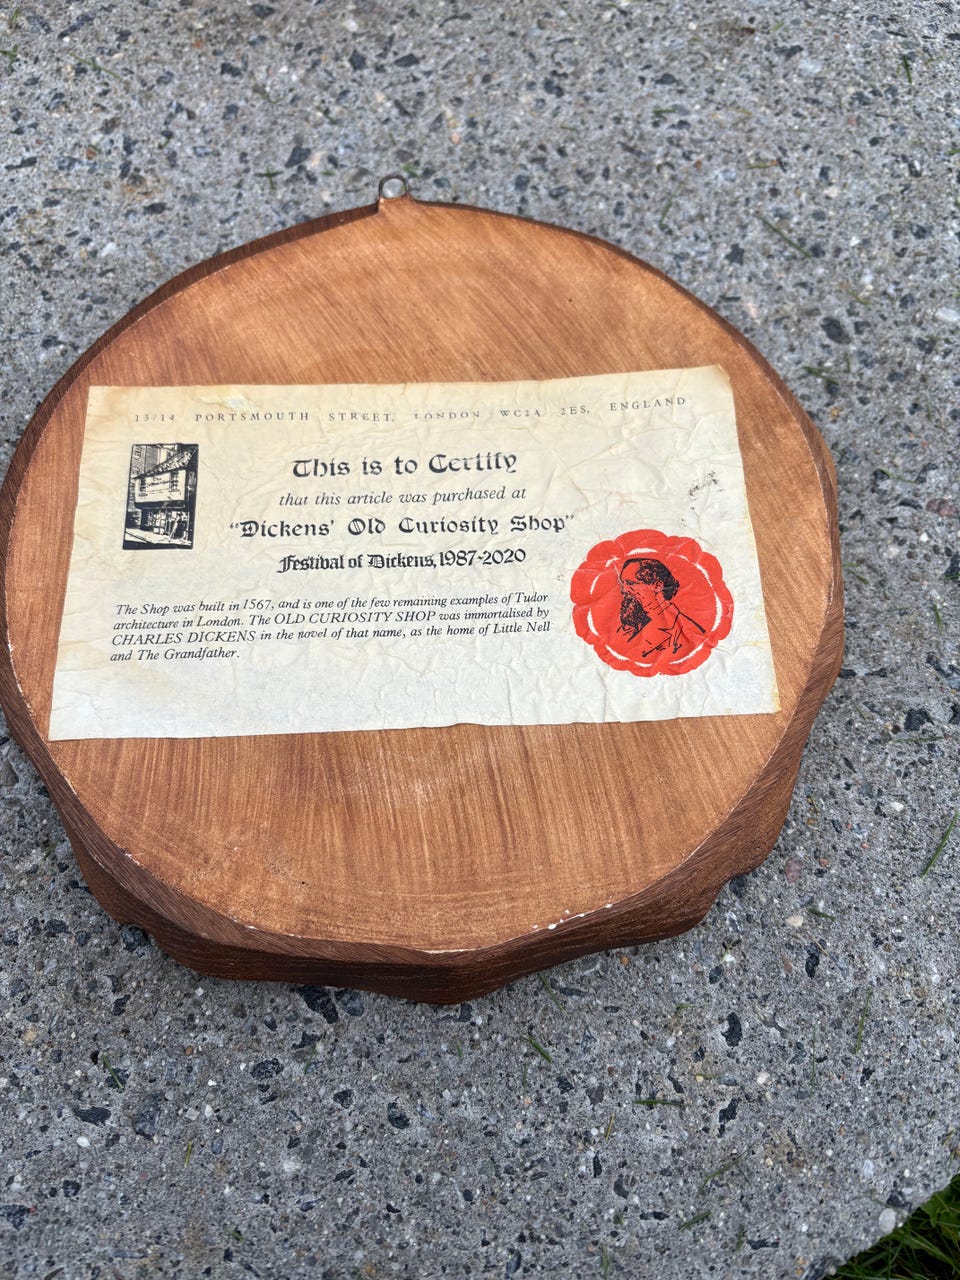 13/14 PORTSMOUTH STREET, LONDON WC2A 2ES, ENGLAND
This is to Certify
that this article was purchased at
"Dickens' Old Curiosity Shop"
Festival of Dickens, 1987-2020
The Shop was built in 1567, and is one of the few remaining examples of Tudor
architecture in London. The OLD CURIOSITY SHOP was immortalised by
CHARLES DICKENS in the novel of that name, as the home of Little Nell
and The Grandfather.